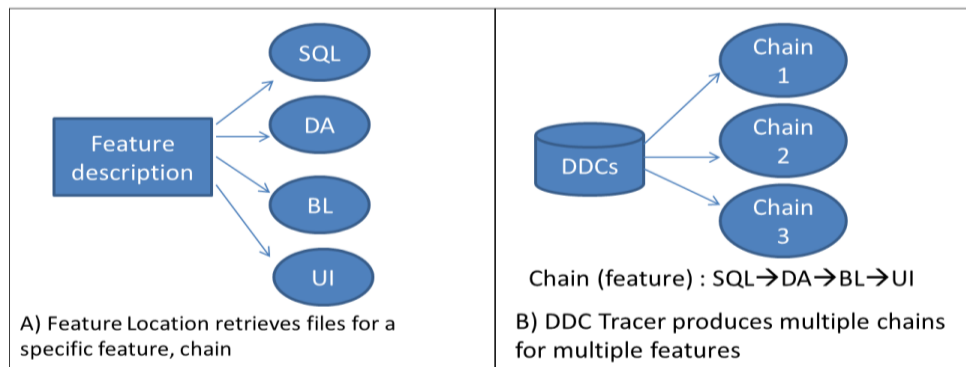 Feature
description
SQL
DA
BL
UI
A) Feature Location retrieves files for a
specific feature, chain
DDCs
Chain
1
Chain
2
Chain
3
Chain (feature) : SQL→DA→BL→UI
B) DDC Tracer produces multiple chains
for multiple features